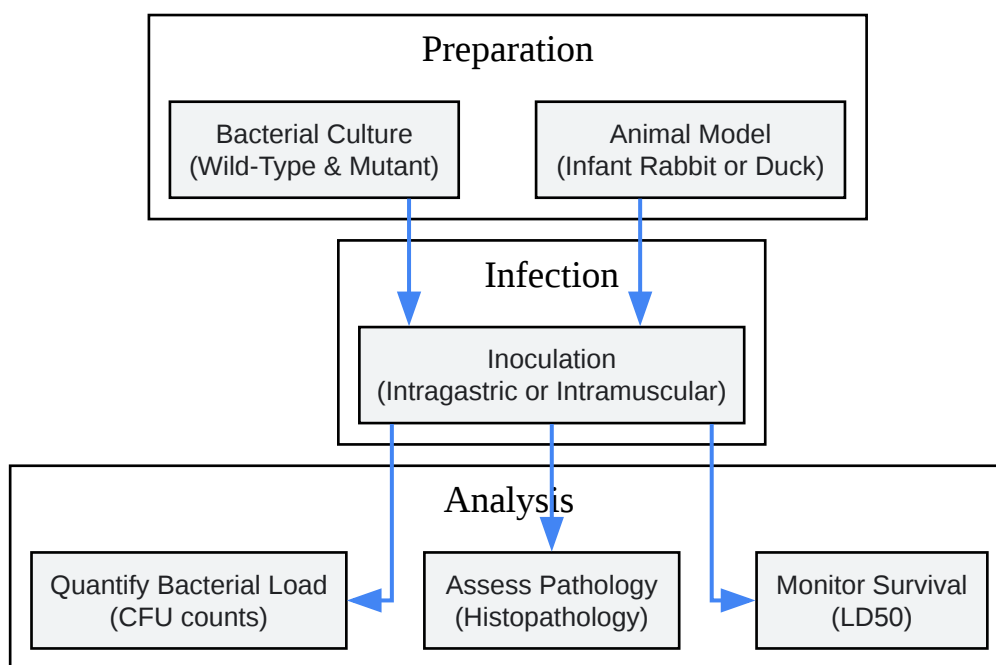 Preparation
Bacterial Culture
(Wild-Type & Mutant)
Animal Model
(Infant Rabbit or Duck)
Infection
Inoculation
(Intragastric or Intramuscular)
Analysis
Quantify Bacterial Load
(CFU counts)
Assess Pathology
(Histopathology)
Monitor Survival
(LD50)